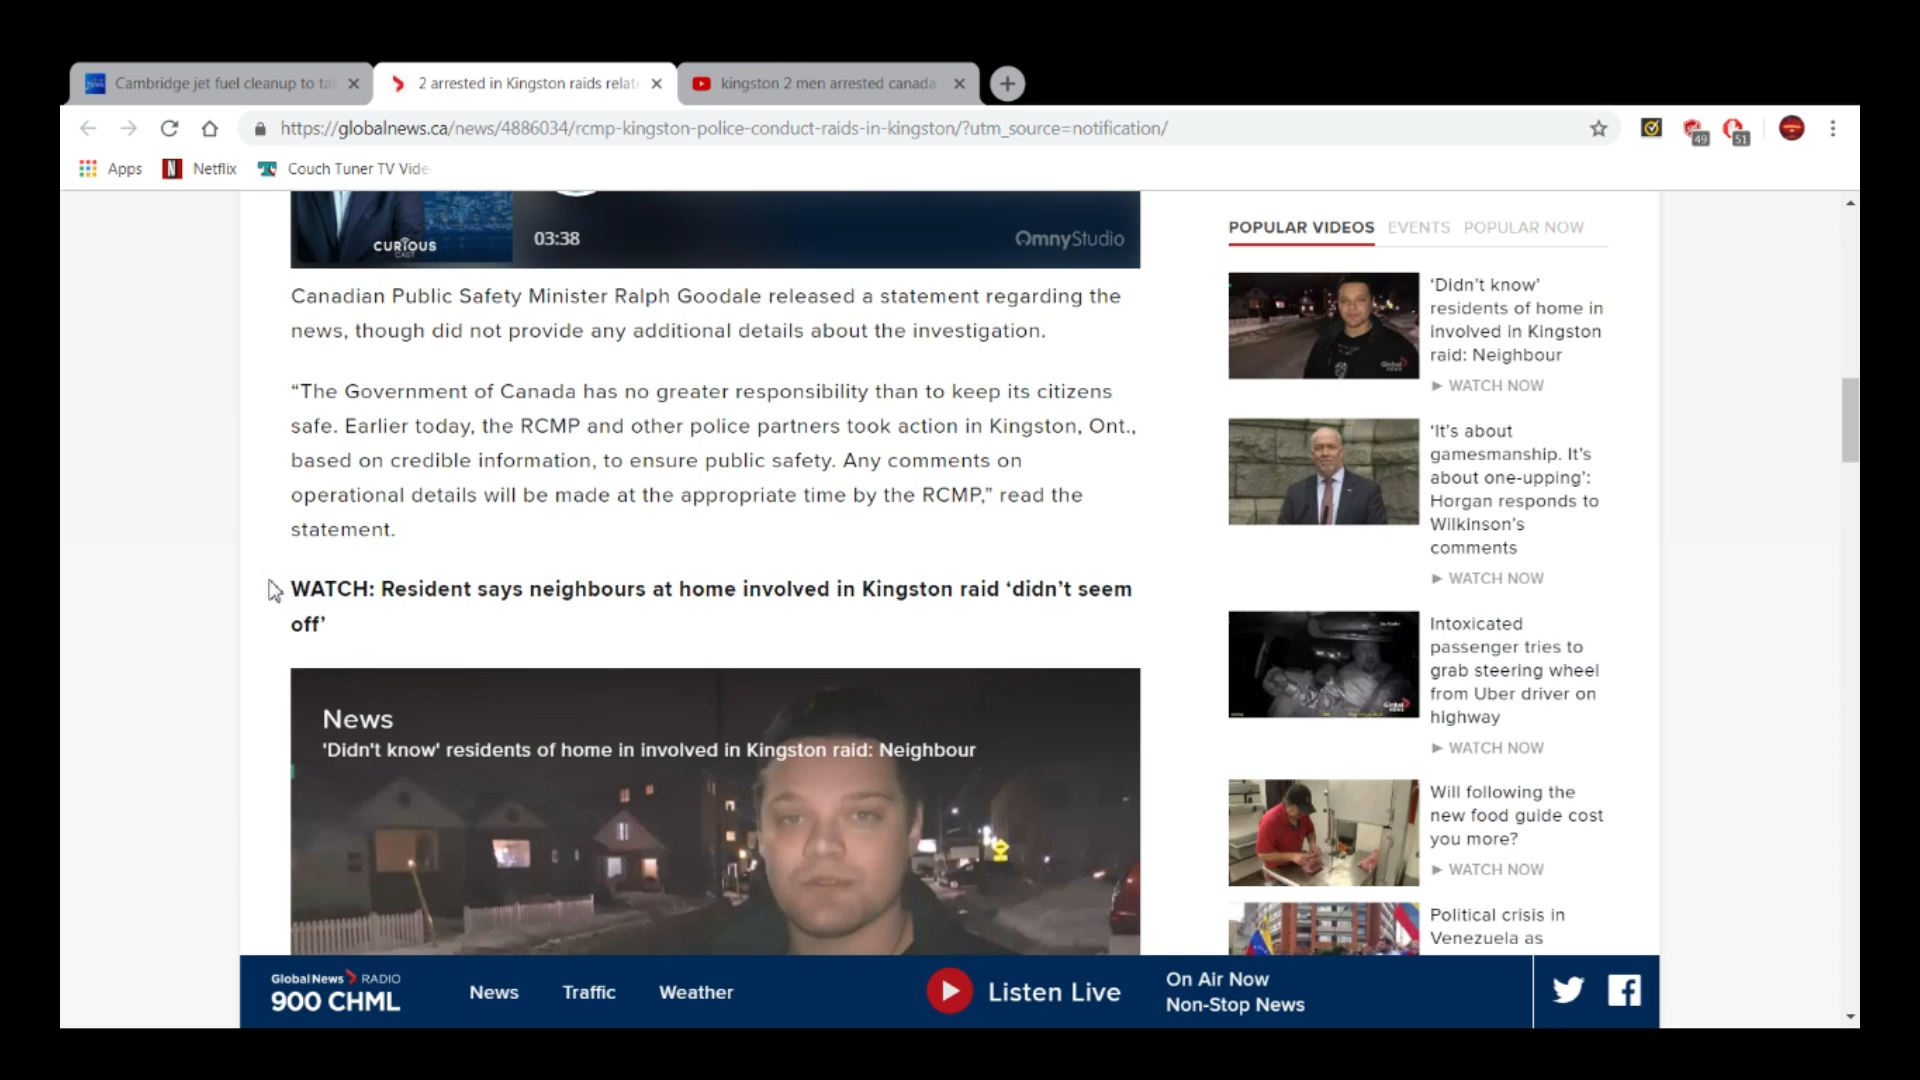 Cambridge jet fuel cleanup to ta
2 arrested in Kingston raids relat
kingston 2 men arrested canada
https://globalnews.ca/news/4886034/rcmp-kingston-police-conduct-raids-in-kingston/?utm_source=notification/
49
51
Apps
Netflix
Couch Tuner TV Vide
CURIOUS
CAST
03:38
OmnyStudio
Canadian Public Safety Minister Ralph Goodale released a statement regarding the
news, though did not provide any additional details about the investigation.
“The Government of Canada has no greater responsibility than to keep its citizens
safe. Earlier today, the RCMP and other police partners took action in Kingston, Ont.,
based on credible information, to ensure public safety. Any comments on
operational details will be made at the appropriate time by the RCMP,” read the
statement.
WATCH: Resident says neighbours at home involved in Kingston raid ‘didn’t seem
off’
News
'Didn't know' residents of home in involved in Kingston raid: Neighbour
POPULAR VIDEOS
EVENTS
POPULAR NOW
‘Didn’t know’
residents of home in
involved in Kingston
raid: Neighbour
WATCH NOW
‘It’s about
gamesmanship. It’s
about one-upping’:
Horgan responds to
Wilkinson’s
comments
WATCH NOW
Intoxicated
passenger tries to
grab steering wheel
from Uber driver on
highway
WATCH NOW
Will following the
new food guide cost
you more?
WATCH NOW
Political crisis in
Venezuela as
Global News RADIO
900 CHML
News
Traffic
Weather
Listen Live
On Air Now
Non-Stop News